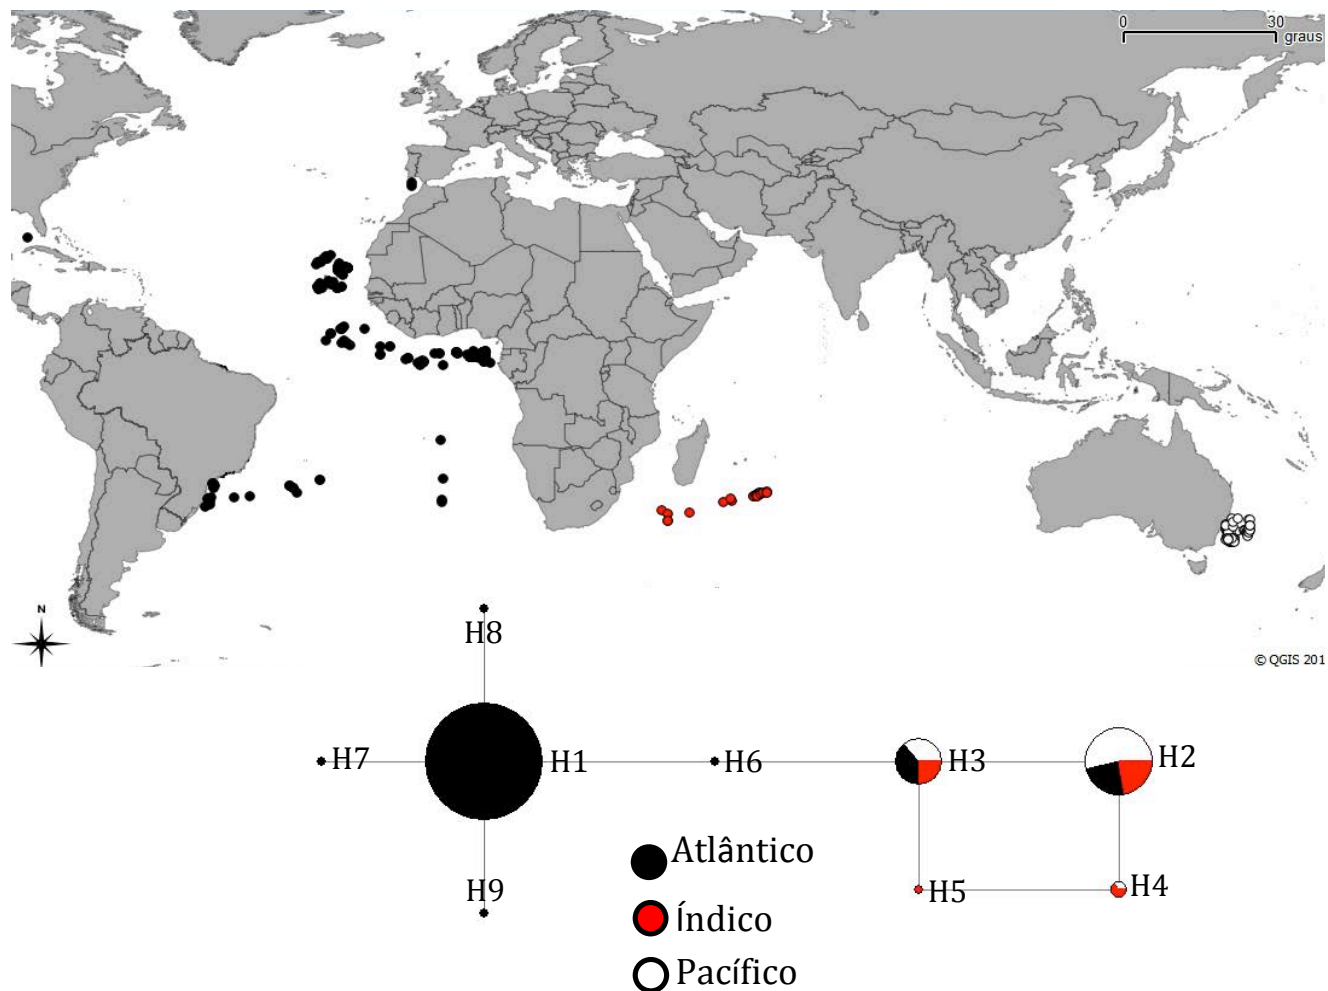 0 30
graus
N
© QGIS 201
H8
H7 H1 H6 H3 H2
H9 H5 H4
Atlântico
Índico
Pacífico